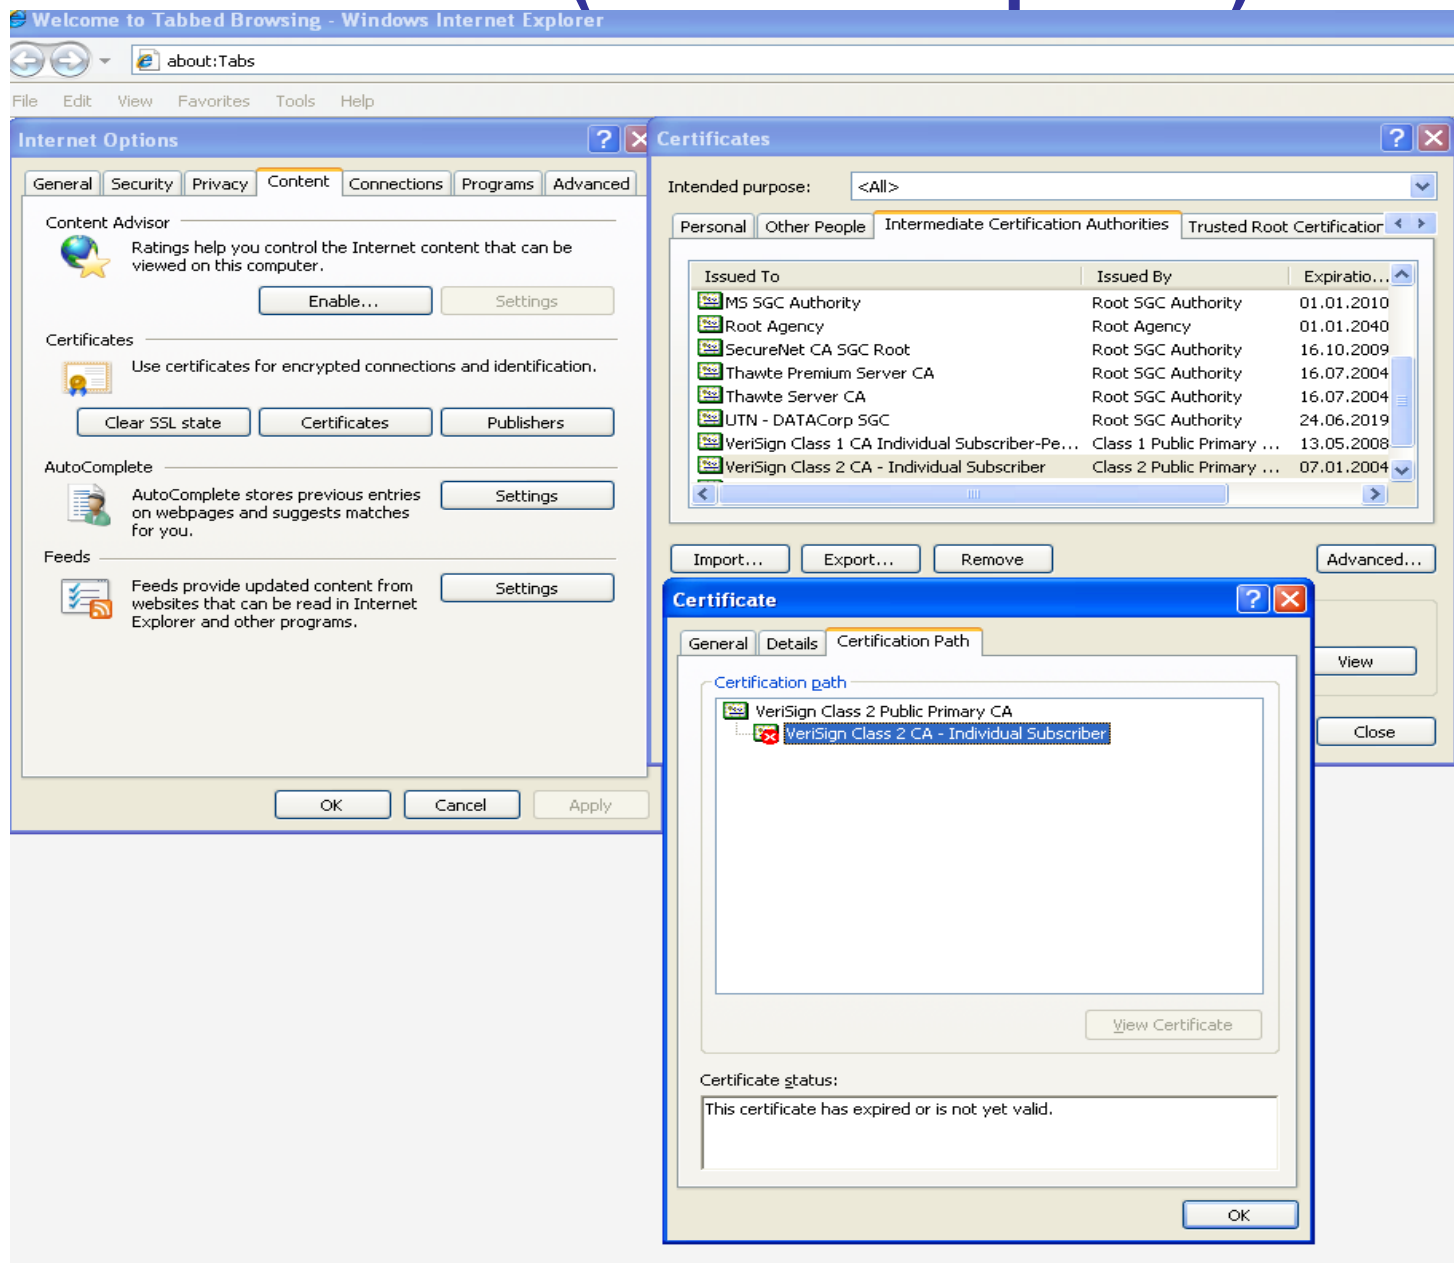 Welcome to Tabbed Browsing - Windows Internet Explorer
about:Tabs
File Edit View Favorites Tools Help
Internet Options
General Security Privacy Content Connections Programs Advanced
Content Advisor
Ratings help you control the Internet content that can be
viewed on this computer.
Enable... Settings
Certificates
Use certificates for encrypted connections and identification.
Clear SSL state Certificates Publishers
AutoComplete
AutoComplete stores previous entries
on webpages and suggests matches
for you.
Settings
Feeds
Feeds provide updated content from
websites that can be read in Internet
Explorer and other programs.
Settings
OK Cancel Apply
Certificates
Intended purpose: <All>
Personal Other People Intermediate Certification Authorities Trusted Root Certification
Issued To Issued By Expiratio...
MS SGC Authority Root SGC Authority 01.01.2010
Root Agency Root Agency 01.01.2040
SecureNet CA SGC Root Root SGC Authority 16.10.2009
Thawte Premium Server CA Root SGC Authority 16.07.2004
Thawte Server CA Root SGC Authority 16.07.2004
UTN - DATACorp SGC Root SGC Authority 24.06.2019
VeriSign Class 1 CA Individual Subscriber-Pe... Class 1 Public Primary ... 13.05.2008
VeriSign Class 2 CA - Individual Subscriber Class 2 Public Primary ... 07.01.2004
Import... Export... Remove Advanced...
View
Close
Certificate
General Details Certification Path
Certification path
VeriSign Class 2 Public Primary CA
VeriSign Class 2 CA - Individual Subscriber
View Certificate
Certificate status:
This certificate has expired or is not yet valid.
OK